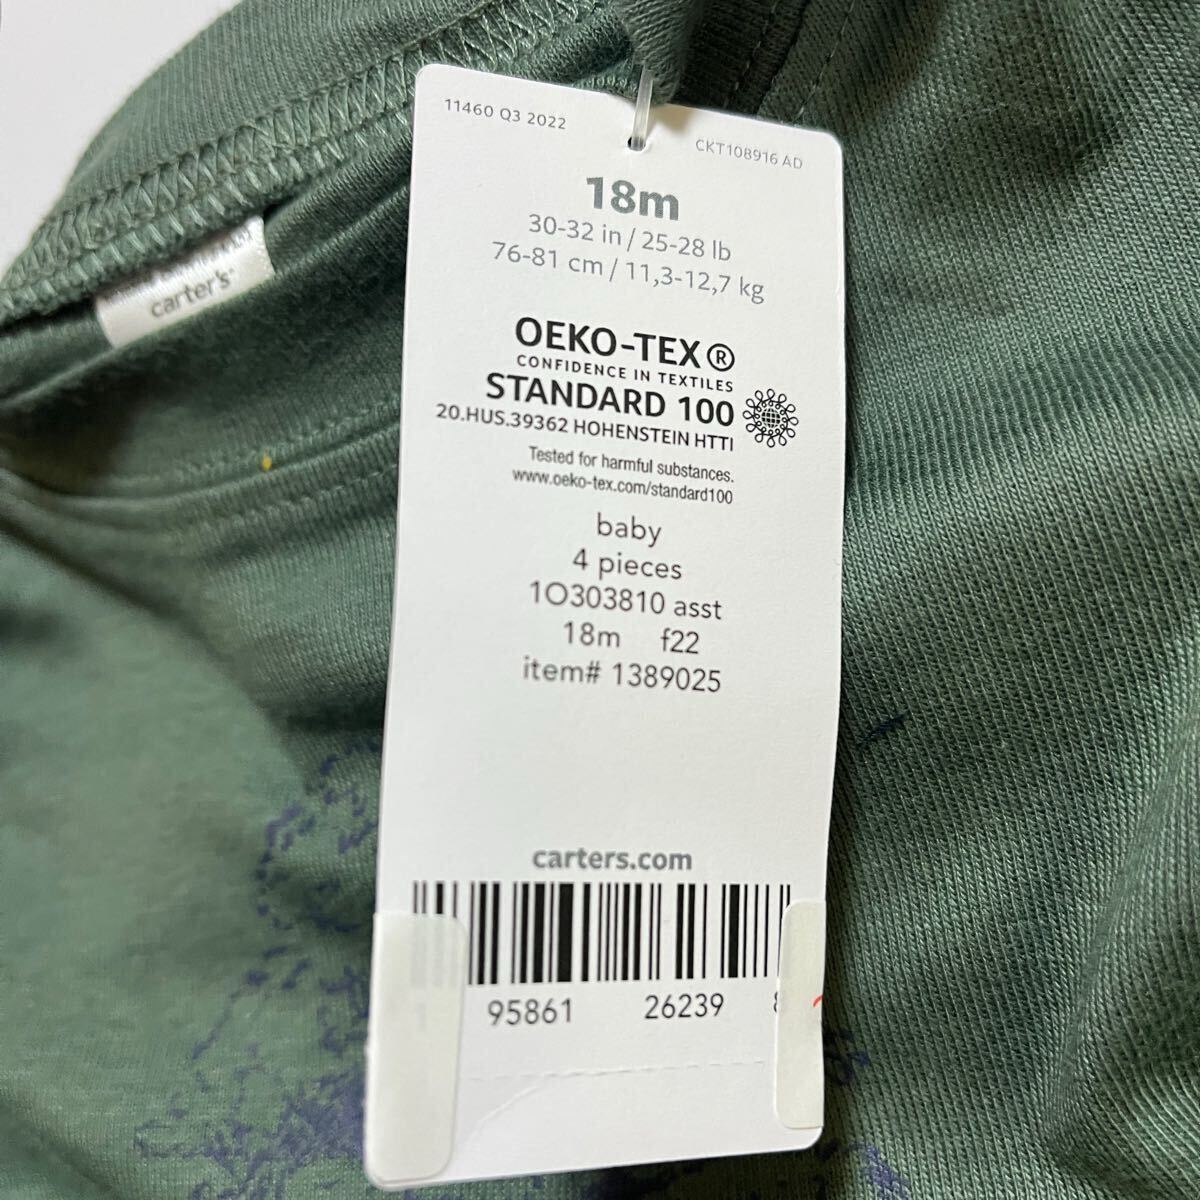 11460 Q3 2022
CKT108916 AD
18m
30-32 in / 25-28 lb
76-81 cm / 11,3-12,7 kg
OEKO-TEX®
CONFIDENCE IN TEXTILES
STANDARD 100
20.HUS.39362 HOHENSTEIN HTTI
Tested for harmful substances.
www.oeko-tex.com/standard100
baby
4 pieces
1O303810 asst
18m f22
item# 1389025
carters.com
95861 26239
carter's